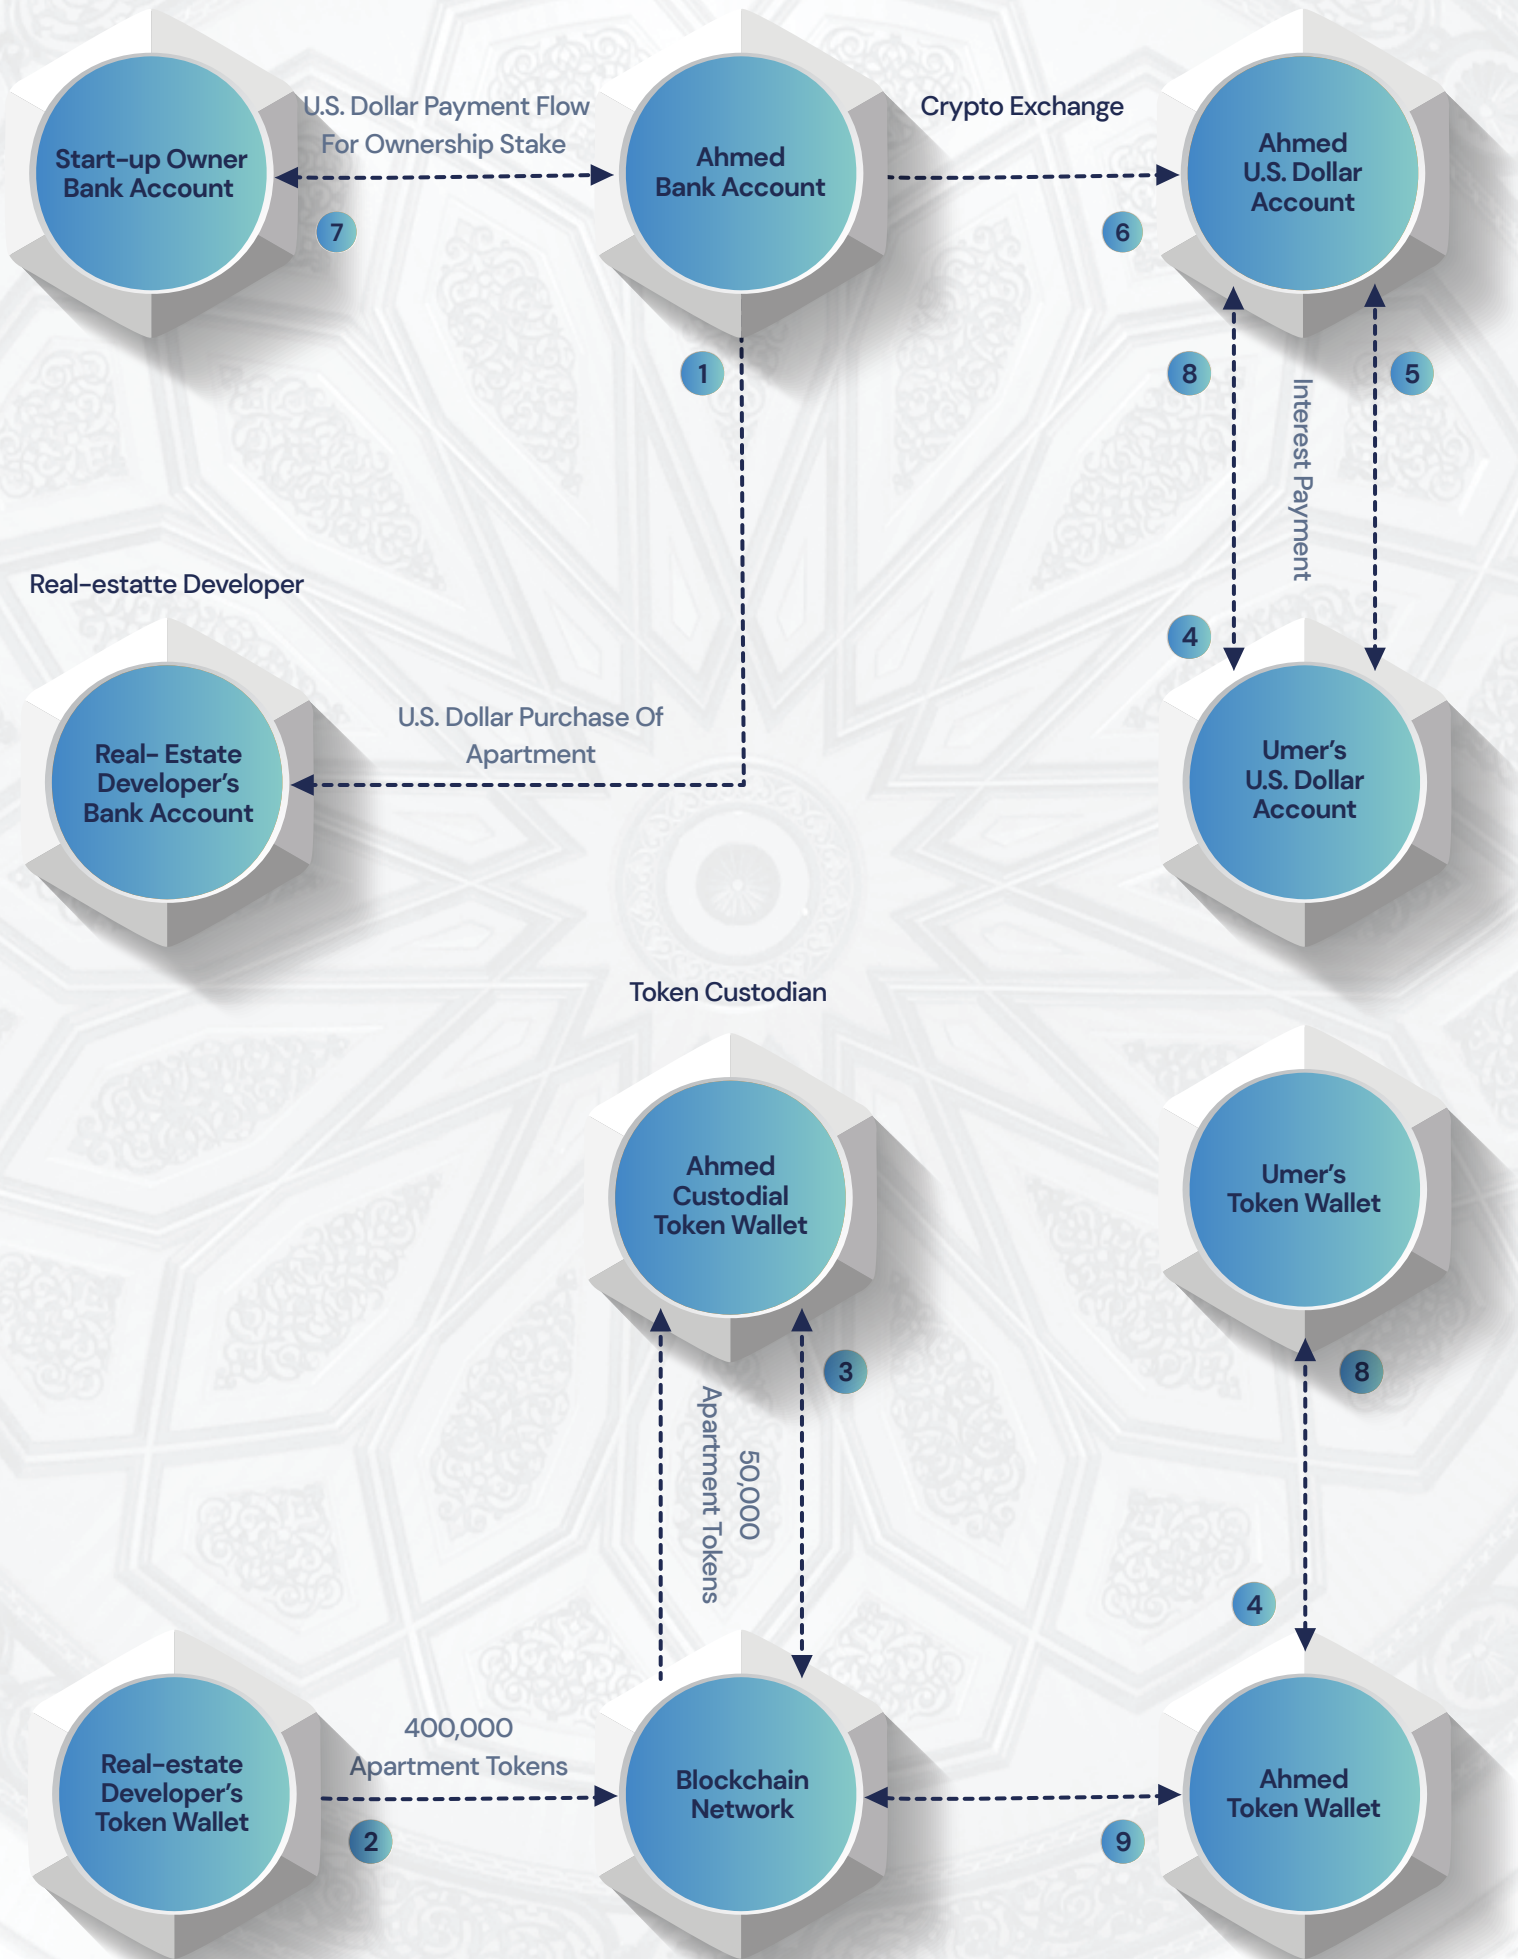 U.S. Dollar Payment Flow
For Ownership Stake
Crypto Exchange
Start-up Owner
Bank Account
Ahmed
Bank Account
Ahmed
U.S. Dollar
Account
7
6
1
8
5
Interest Payment
Real-estatte Developer
4
U.S. Dollar Purchase Of
Apartment
Real- Estate
Developer's
Bank Account
Umer's
U.S. Dollar
Account
Token Custodian
Ahmed
Custodial
Token Wallet
Umer's
Token Wallet
3
8
50,000
Apartment Tokens
4
400,000
Apartment Tokens
Real-estate
Developer's
Token Wallet
Blockchain
Network
Ahmed
Token Wallet
2
9